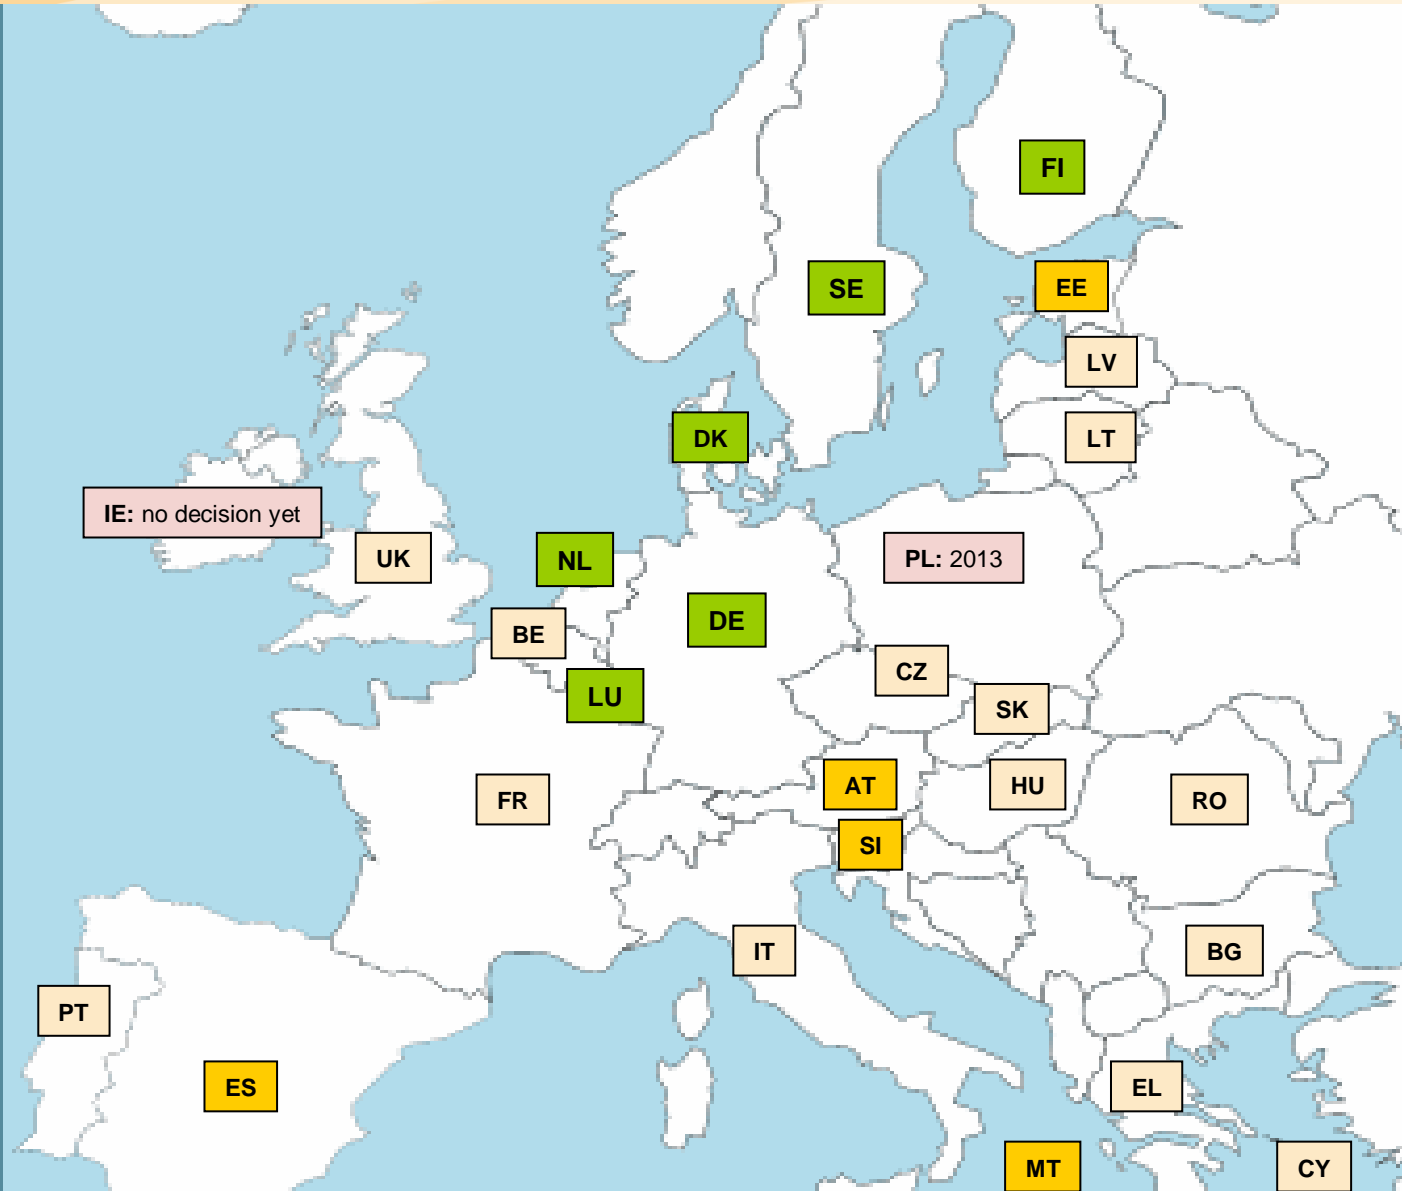 FI
SE
EE
LV
DK
LT
IE: no decision yet
UK
NL
PL: 2013
DE
BE
CZ
LU
SK
AT
HU
FR
RO
SI
IT
BG
PT
ES
EL
MT
CY